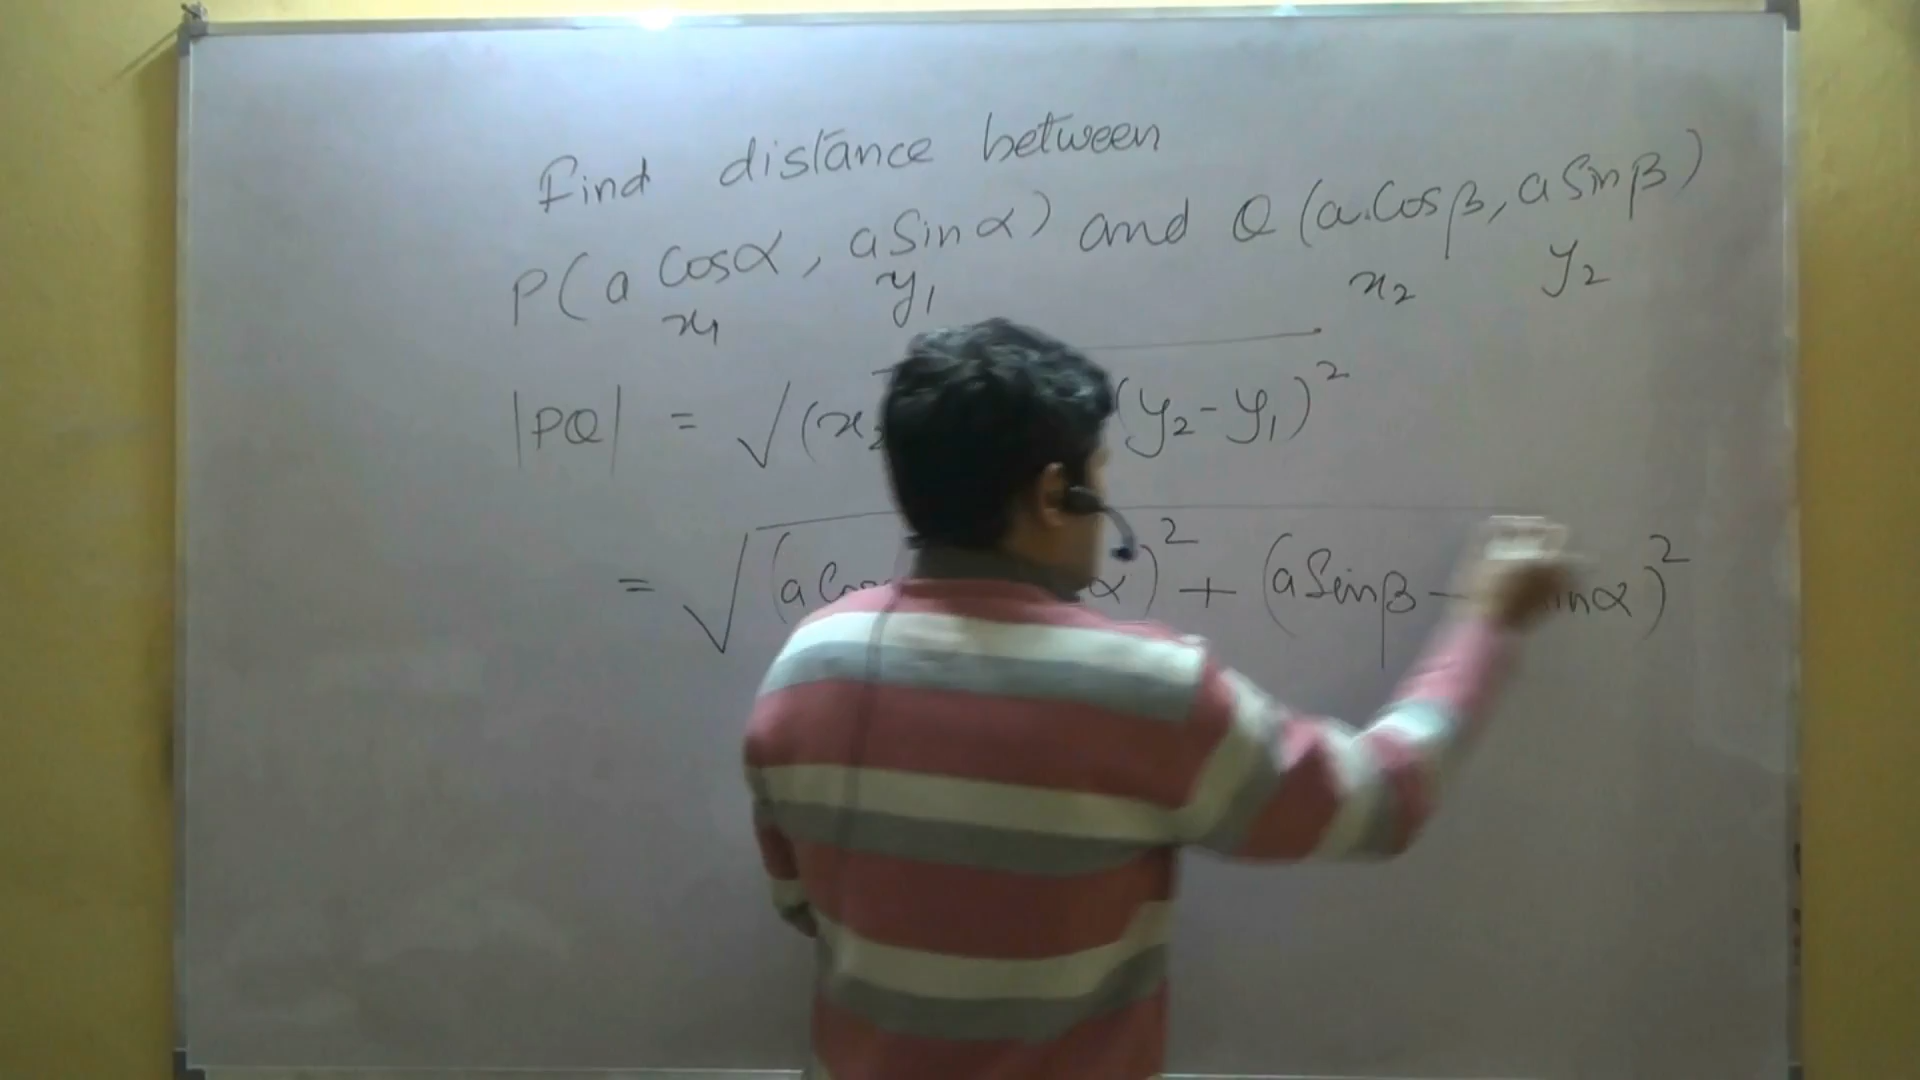 Find distance between
P(a Cosα, a Sinα) and Q (a.Cosβ, a Sinβ)
x₁ y₁ x₂ y₂
|PQ| = √(x₂ (y₂-y₁)²
= √(a α)² + (a Sinβ - inα)²